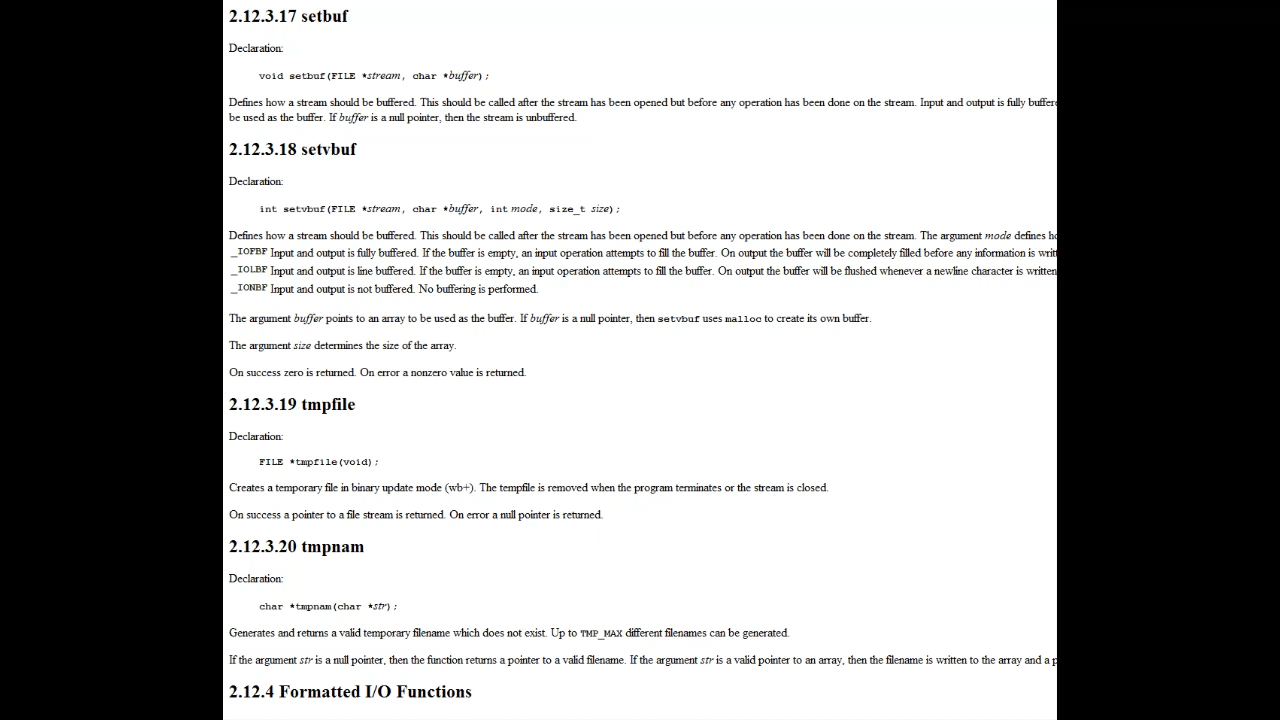 2.12.3.17 setbuf
Declaration:
void setbuf(FILE *stream, char *buffer);
Defines how a stream should be buffered. This should be called after the stream has been opened but before any operation has been done on the stream. Input and output is fully
be used as the buffer. If buffer is a null pointer, then the stream is unbuffered.
2.12.3.18 setvbuf
Declaration:
int setvbuf(FILE *stream, char *buffer, int mode, size_t size);
Defines how a stream should be buffered. This should be called after the stream has been opened but before any operation has been done on the stream. The argument mode defines
_IOFBF Input and output is fully buffered. If the buffer is empty, an input operation attempts to fill the buffer. On output the buffer will be completely filled before any information is
_IOLBF Input and output is line buffered. If the buffer is empty, an input operation attempts to fill the buffer. On output the buffer will be flushed whenever a newline character is written
_IONBF Input and output is not buffered. No buffering is performed.
The argument buffer points to an array to be used as the buffer. If buffer is a null pointer, then setvbuf uses malloc to create its own buffer.
The argument size determines the size of the array.
On success zero is returned. On error a nonzero value is returned.
2.12.3.19 tmpfile
Declaration:
FILE *tmpfile(void);
Creates a temporary file in binary update mode (wb+). The tempfile is removed when the program terminates or the stream is closed.
On success a pointer to a file stream is returned. On error a null pointer is returned.
2.12.3.20 tmpnam
Declaration:
char *tmpnam(char *str);
Generates and returns a valid temporary filename which does not exist. Up to TMP_MAX different filenames can be generated.
If the argument str is a null pointer, then the function returns a pointer to a valid filename. If the argument str is a valid pointer to an array, then the filename is written to the array and a
2.12.4 Formatted I/O Functions